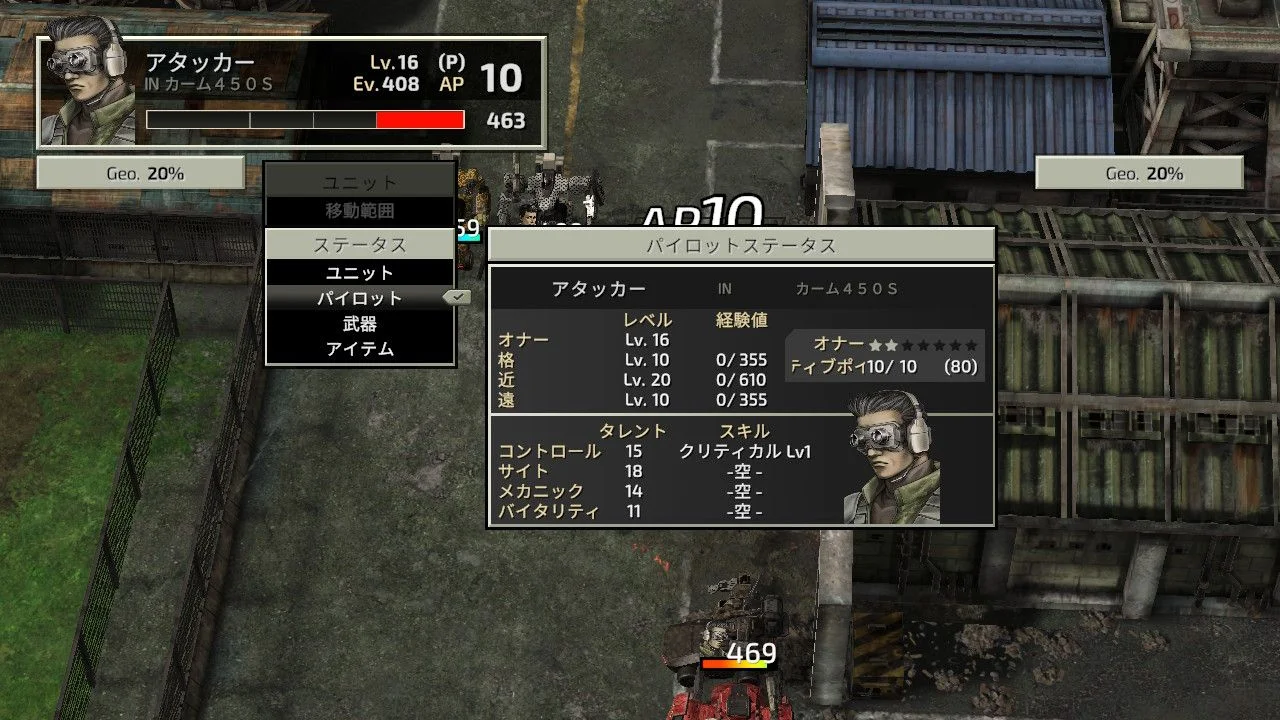 アタッカー Lv.16 (P) 10
IN カーム450S Ev.408 AP
463
Geo. 20%
Geo. 20%
ユニット
移動範囲
ステータス
ユニット
パイロット
武器
アイテム
59
AP10
パイロットステータス
アタッカー IN カーム450S
レベル 経験値
オナー Lv. 16
格 Lv. 10 0/355
近 Lv. 20 0/610
遠 Lv. 10 0/355
オナー★★★★★★★
ティブポイ10/10 (80)
タレント スキル
コントロール 15 クリティカル Lv1
サイト 18 -空-
メカニック 14 -空-
バイタリティ 11 -空-
469